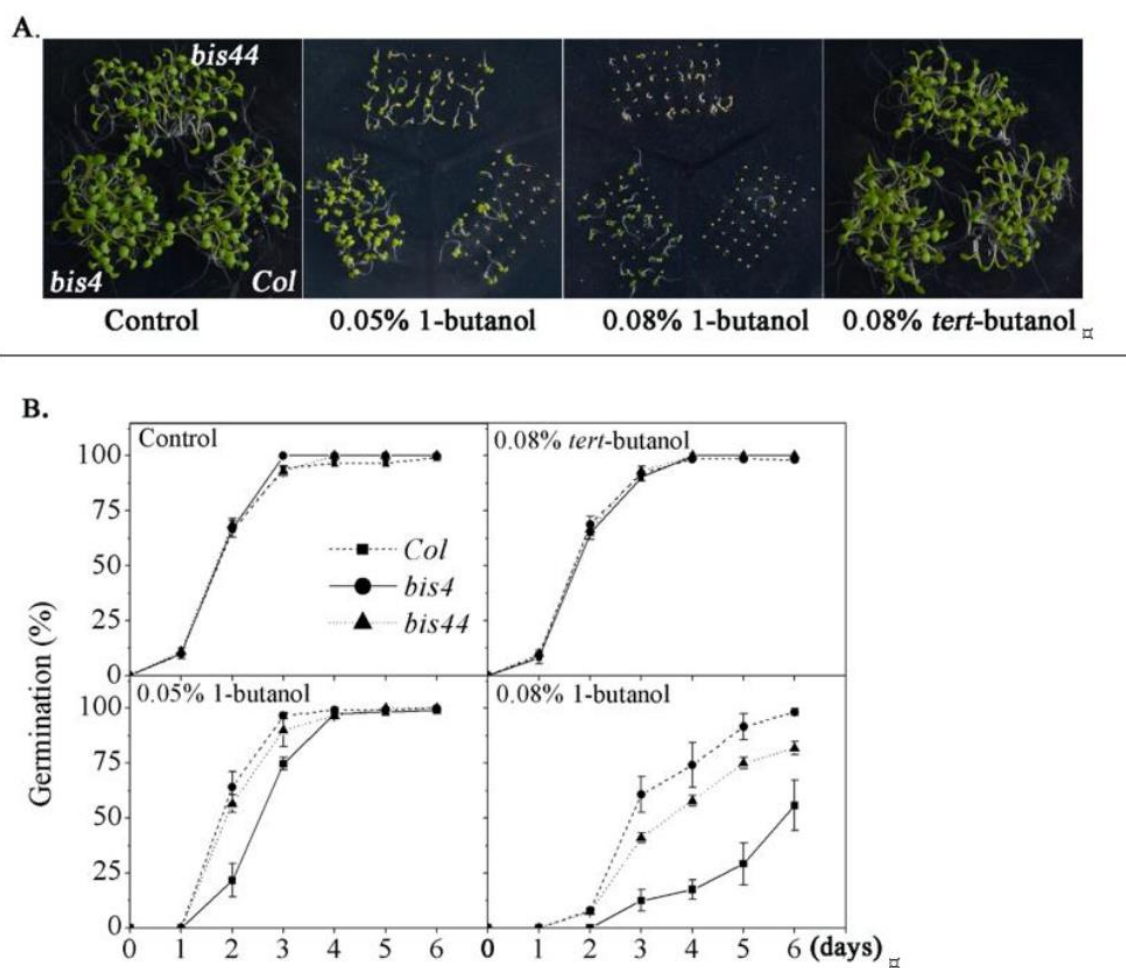 A.
bis44
bis4
Col
Control
0.05% 1-butanol
0.08% 1-butanol
0.08% tert-butanol ¤
B.
Control
0.08% tert-butanol
100
75
50
25
0
Col
bis4
bis44
Germination (%)
0.05% 1-butanol
0.08% 1-butanol
100
75
50
25
0
0 1 2 3 4 5 6
0 1 2 3 4 5 6 (days) ¤